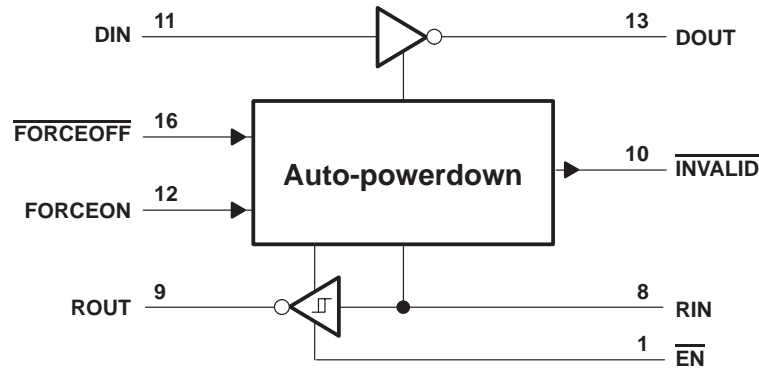 DIN 11 13 DOUT
FORCEOFF 16
Auto-powerdown 10 INVALID
FORCEON 12
ROUT 9 8 RIN
1 EN